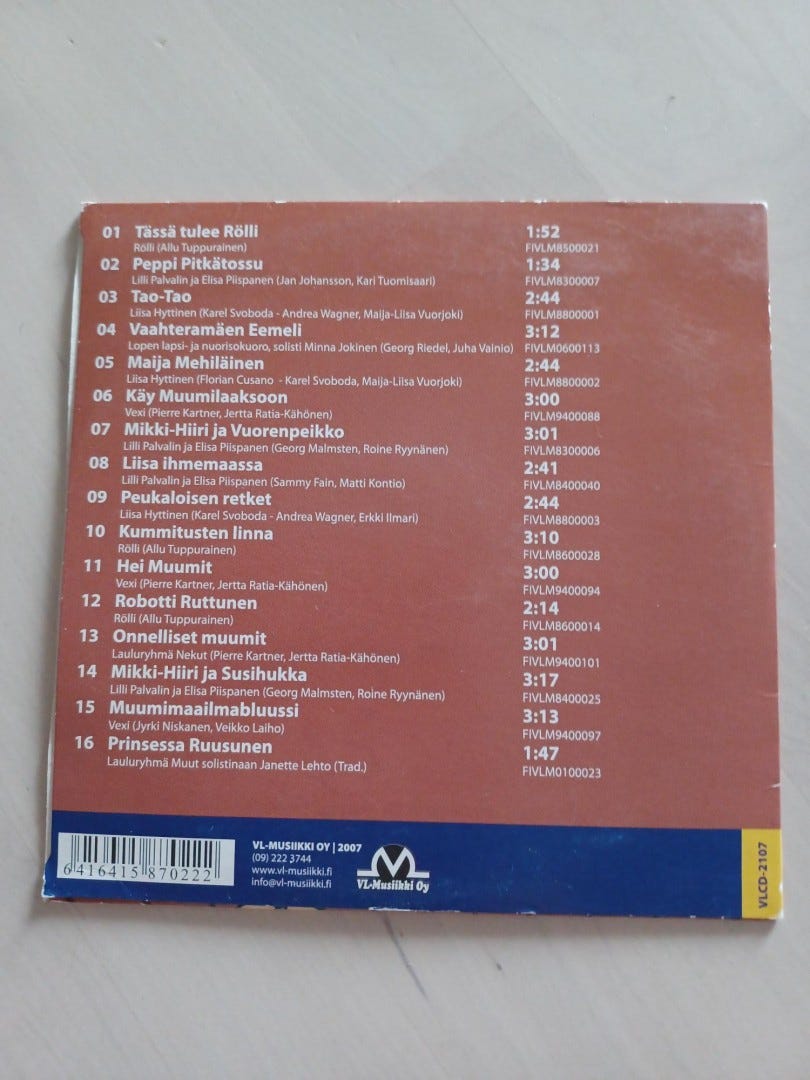 01 Tässä tulee Rölli 1:52
Rölli (Allu Tuppurainen) FIVLM8500021
02 Peppi Pitkätossu 1:34
Lilli Palvalin ja Elisa Piispanen (Jan Johansson, Kari Tuomisaari) FIVLM8300007
03 Tao-Tao 2:44
Liisa Hyttinen (Karel Svoboda - Andrea Wagner, Maija-Liisa Vuorjoki) FIVLM8800001
04 Vaahteramäen Eemeli 3:12
Lopen lapsi- ja nuorisokuoro, solisti Minna Jokinen (Georg Riedel, Juha Vainio) FIVLM0600113
05 Maija Mehiläinen 2:44
Liisa Hyttinen (Florian Cusano - Karel Svoboda, Maija-Liisa Vuorjoki) FIVLM8800002
06 Käy Muumilaaksoon 3:00
Vexi (Pierre Kartner, Jertta Ratia-Kähönen) FIVLM9400088
07 Mikki-Hiiri ja Vuorenpeikko 3:01
Lilli Palvalin ja Elisa Piispanen (Georg Malmsten, Roine Ryynänen) FIVLM8300006
08 Liisa ihmemaassa 2:41
Lilli Palvalin ja Elisa Piispanen (Sammy Fain, Matti Kontio) FIVLM8400040
09 Peukaloisen retket 2:44
Liisa Hyttinen (Karel Svoboda - Andrea Wagner, Erkki Ilmari) FIVLM8800003
10 Kummitusten linna 3:10
Rölli (Allu Tuppurainen) FIVLM8600028
11 Hei Muumit 3:00
Vexi (Pierre Kartner, Jertta Ratia-Kähönen) FIVLM9400094
12 Robotti Ruttunen 2:14
Rölli (Allu Tuppurainen) FIVLM8600014
13 Onnelliset muumit 3:01
Lauluryhmä Nekut (Pierre Kartner, Jertta Ratia-Kähönen) FIVLM9400101
14 Mikki-Hiiri ja Susihukka 3:17
Lilli Palvalin ja Elisa Piispanen (Georg Malmsten, Roine Ryynänen) FIVLM8400025
15 Muumimaailmabluussi 3:13
Vexi (Jyrki Niskanen, Veikko Laiho) FIVLM9400097
16 Prinsessa Ruusunen 1:47
Lauluryhmä Muut solistinaan Janette Lehto (Trad.) FIVLM0100023
6 416415 870222
VL-MUSIIKKI OY | 2007
(09) 222 3744
www.vl-musiikki.fi
info@vl-musiikki.fi
VL-Musiikki Oy
VLCD-2107